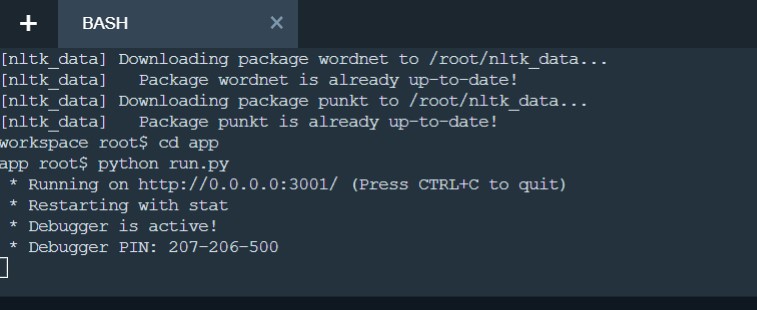 + BASH ×
[nltk_data] Downloading package wordnet to /root/nltk_data...
[nltk_data]   Package wordnet is already up-to-date!
[nltk_data] Downloading package punkt to /root/nltk_data...
[nltk_data]   Package punkt is already up-to-date!
workspace root$ cd app
app root$ python run.py
 * Running on http://0.0.0.0:3001/ (Press CTRL+C to quit)
 * Restarting with stat
 * Debugger is active!
 * Debugger PIN: 207-206-500